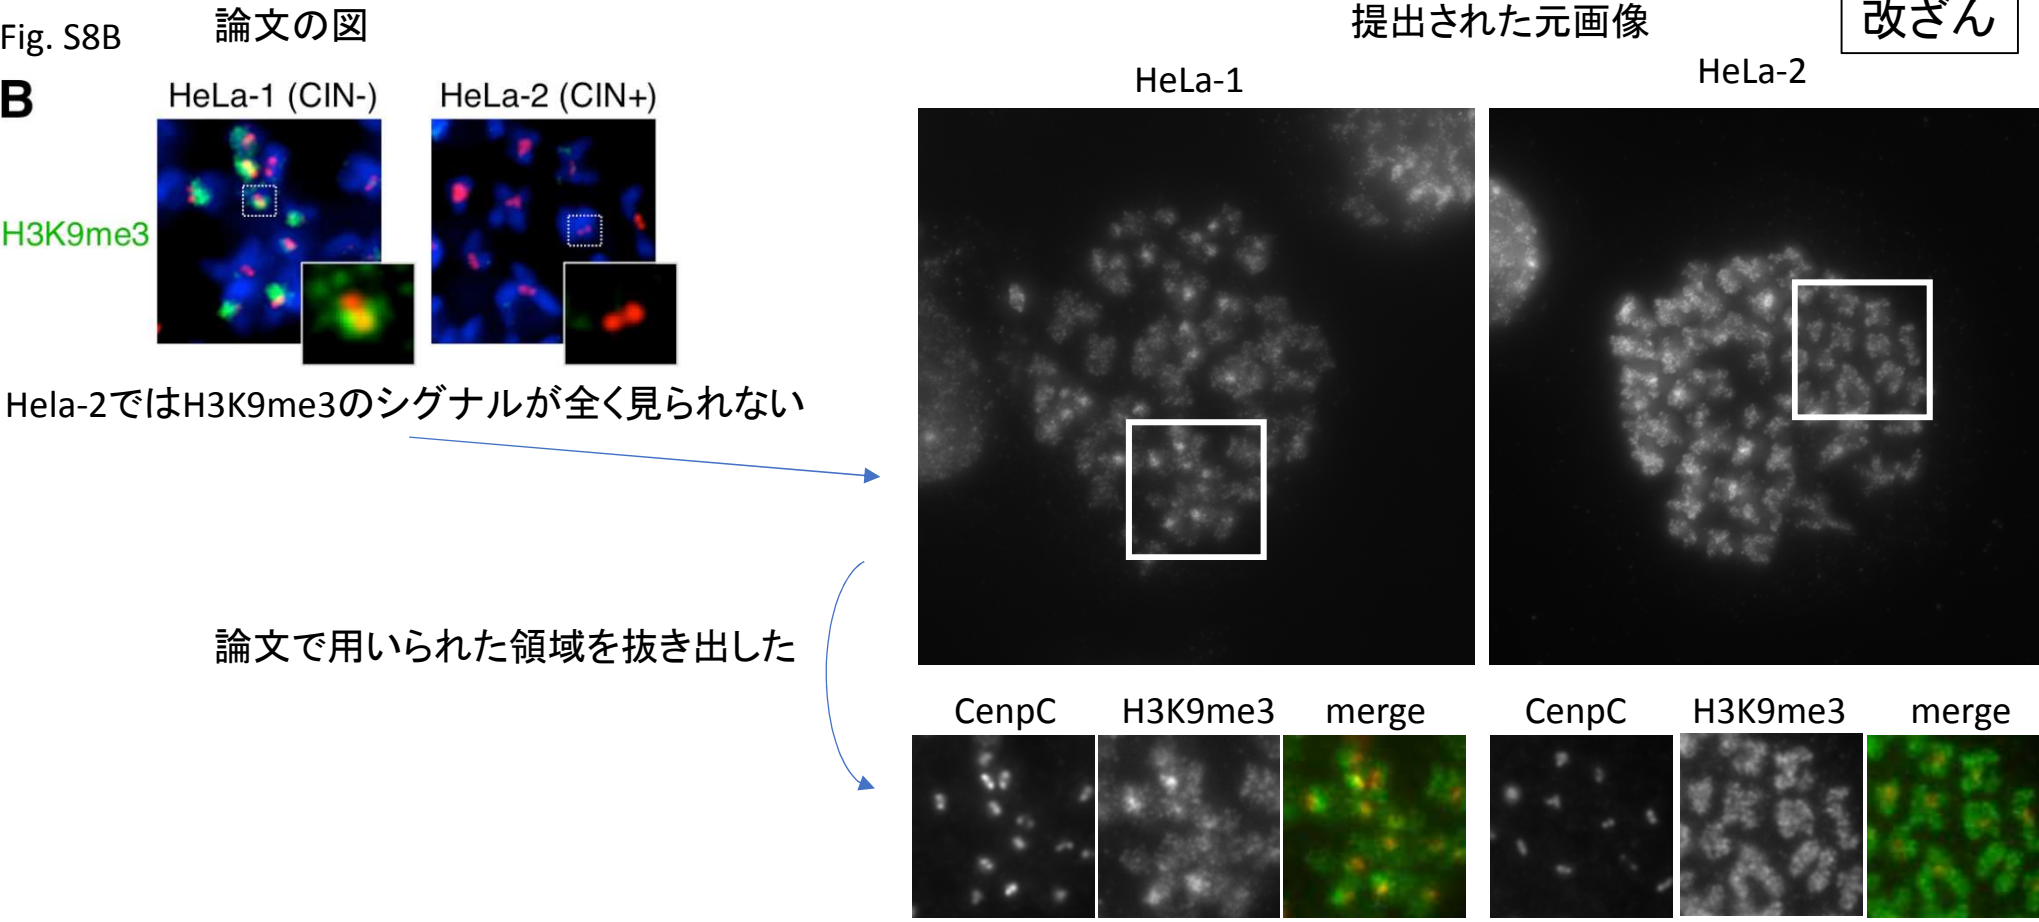 Fig. S8B
論文の図
提出された元画像
改ざん
B
HeLa-1 (CIN-)
HeLa-2 (CIN+)
H3K9me3
HeLa-1
HeLa-2
Hela-2ではH3K9me3のシグナルが全く見られない
論文で用いられた領域を抜き出した
CenpC
H3K9me3
merge
CenpC
H3K9me3
merge